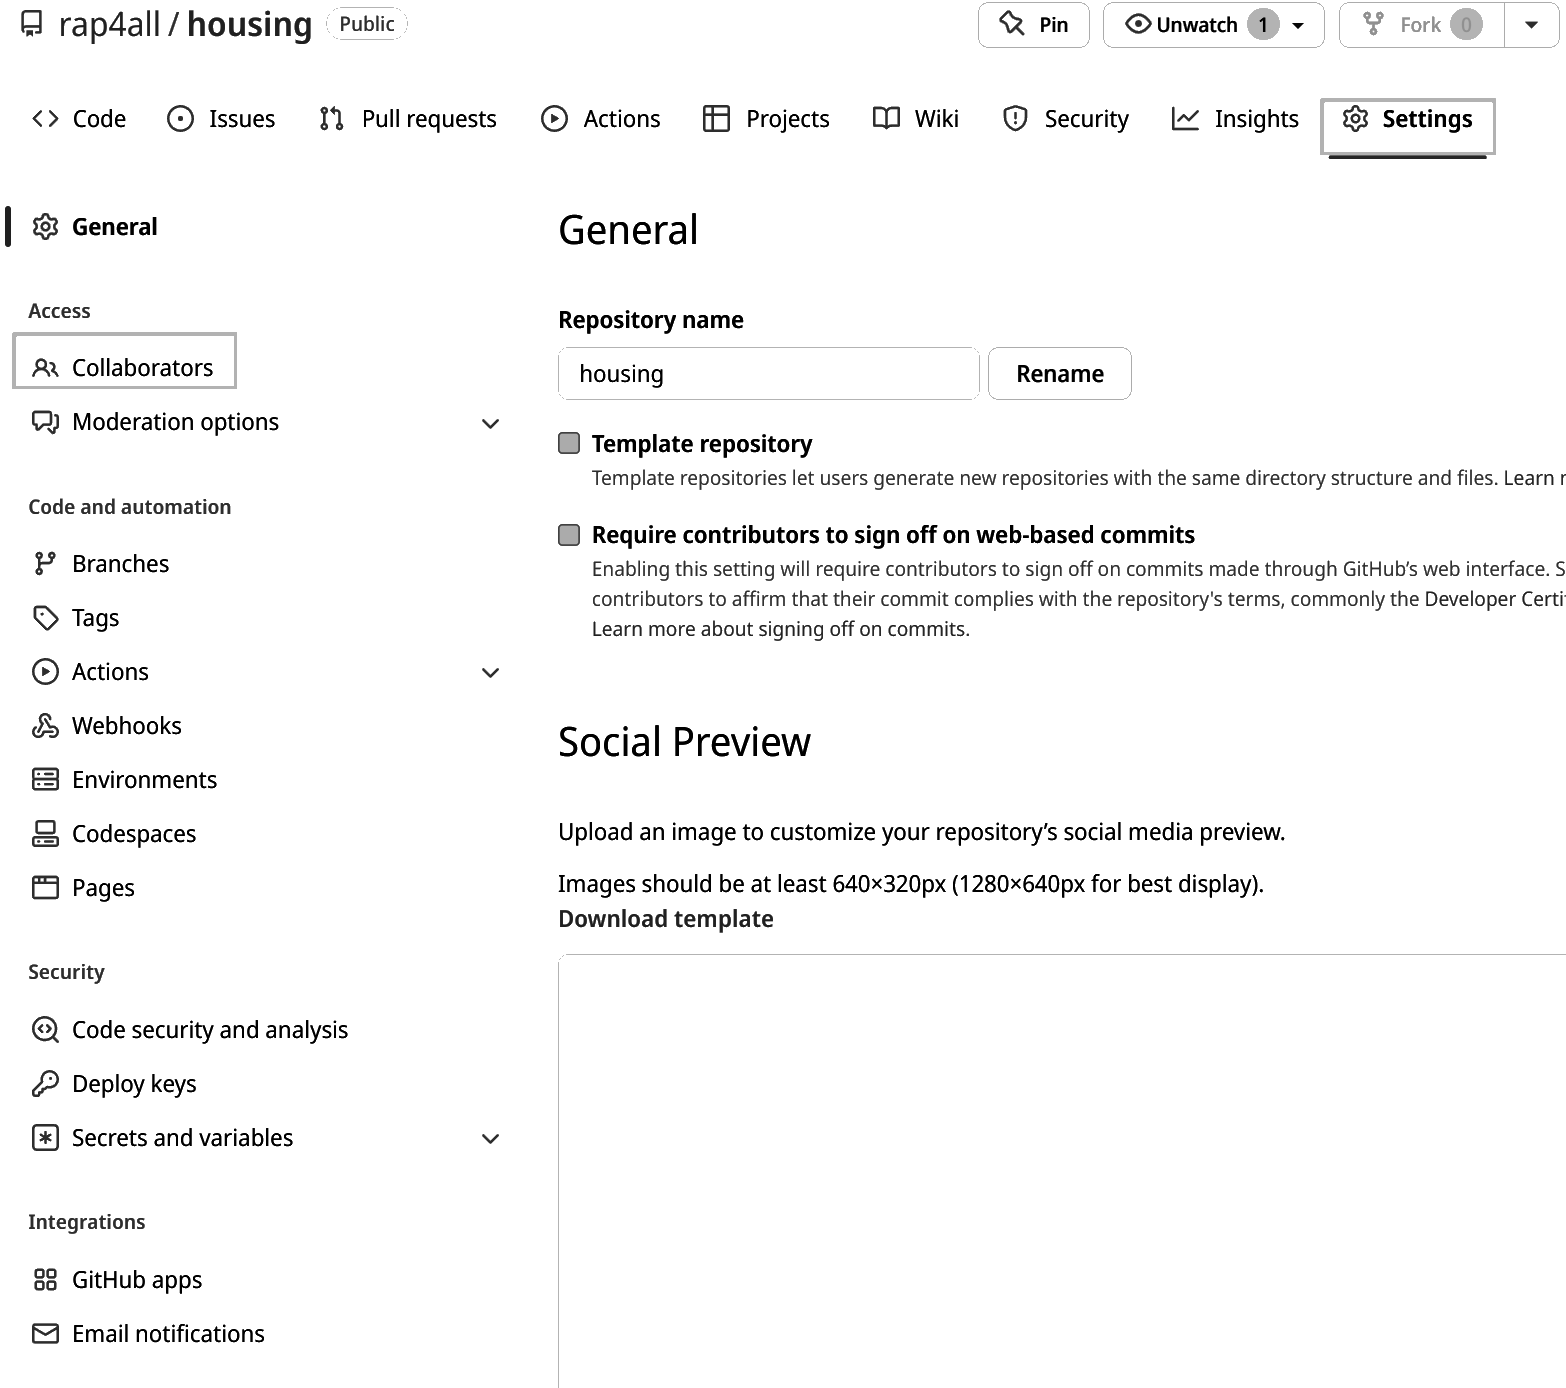 rap4all / housing Public
Pin
Unwatch 1
Fork 0
Code
Issues
Pull requests
Actions
Projects
Wiki
Security
Insights
Settings
General
Access
Collaborators
Moderation options
Code and automation
Branches
Tags
Actions
Webhooks
Environments
Codespaces
Pages
Security
Code security and analysis
Deploy keys
Secrets and variables
Integrations
GitHub apps
Email notifications
General
Repository name
housing
Rename
Template repository
Template repositories let users generate new repositories with the same directory structure and files. Learn
Require contributors to sign off on web-based commits
Enabling this setting will require contributors to sign off on commits made through GitHub’s web interface. S
contributors to affirm that their commit complies with the repository's terms, commonly the Developer Certi
Learn more about signing off on commits.
Social Preview
Upload an image to customize your repository’s social media preview.
Images should be at least 640×320px (1280×640px for best display).
Download template